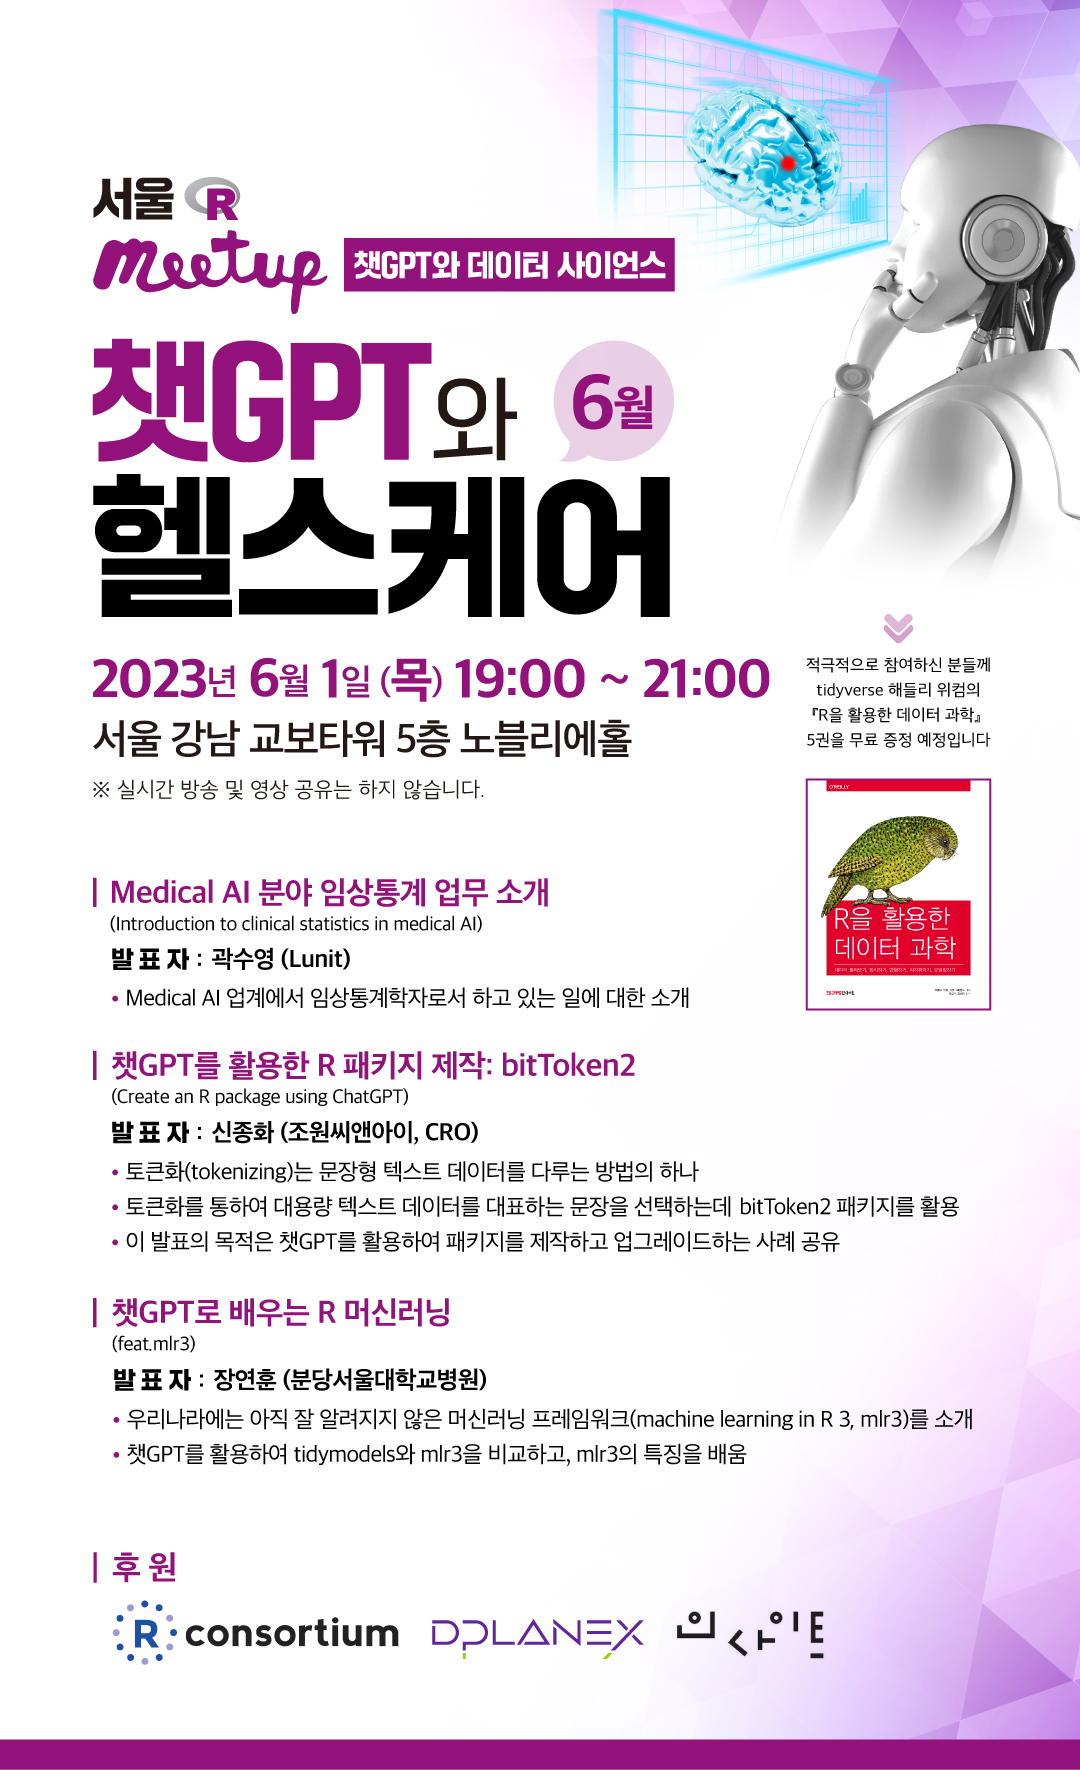 서울 R
meetup
챗GPT와 데이터 사이언스
챗GPT와
6월
헬스케어
2023년 6월 1일 (목) 19:00 ~ 21:00
서울 강남 교보타워 5층 노블리에홀
※ 실시간 방송 및 영상 공유는 하지 않습니다.
적극적으로 참여하신 분들께
tidyverse 해들리 위컴의
『R을 활용한 데이터 과학』
5권을 무료 증정 예정입니다
O'REILLY
R을 활용한
데이터 과학
Medical AI 분야 임상통계 업무 소개
(Introduction to clinical statistics in medical AI)
발 표 자 : 곽수영 (Lunit)
• Medical AI 업계에서 임상통계학자로서 하고 있는 일에 대한 소개
챗GPT를 활용한 R 패키지 제작: bitToken2
(Create an R package using ChatGPT)
발 표 자 : 신종화 (조원씨앤아이, CRO)
• 토큰화(tokenizing)는 문장형 텍스트 데이터를 다루는 방법의 하나
• 토큰화를 통하여 대용량 텍스트 데이터를 대표하는 문장을 선택하는데 bitToken2 패키지를 활용
• 이 발표의 목적은 챗GPT를 활용하여 패키지를 제작하고 업그레이드하는 사례 공유
챗GPT로 배우는 R 머신러닝
(feat.mlr3)
발 표 자 : 장연훈 (분당서울대학교병원)
• 우리나라에는 아직 잘 알려지지 않은 머신러닝 프레임워크(machine learning in R 3, mlr3)를 소개
• 챗GPT를 활용하여 tidymodels와 mlr3을 비교하고, mlr3의 특징을 배움
후 원
R consortium
DPLANEX
인사이트